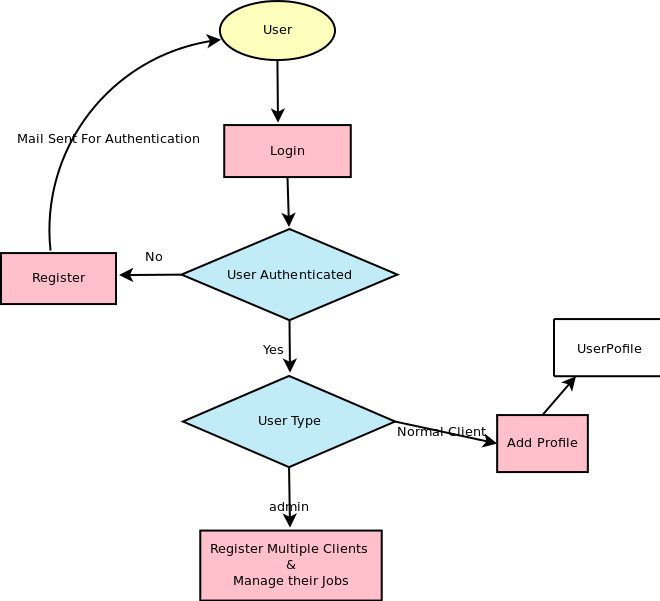 User
Mail Sent For Authentication
Login
No
User Authenticated
Register
Yes
UserPofile
User Type
Normal Client
Add Profile
admin
Register Multiple Clients
&
Manage their Jobs